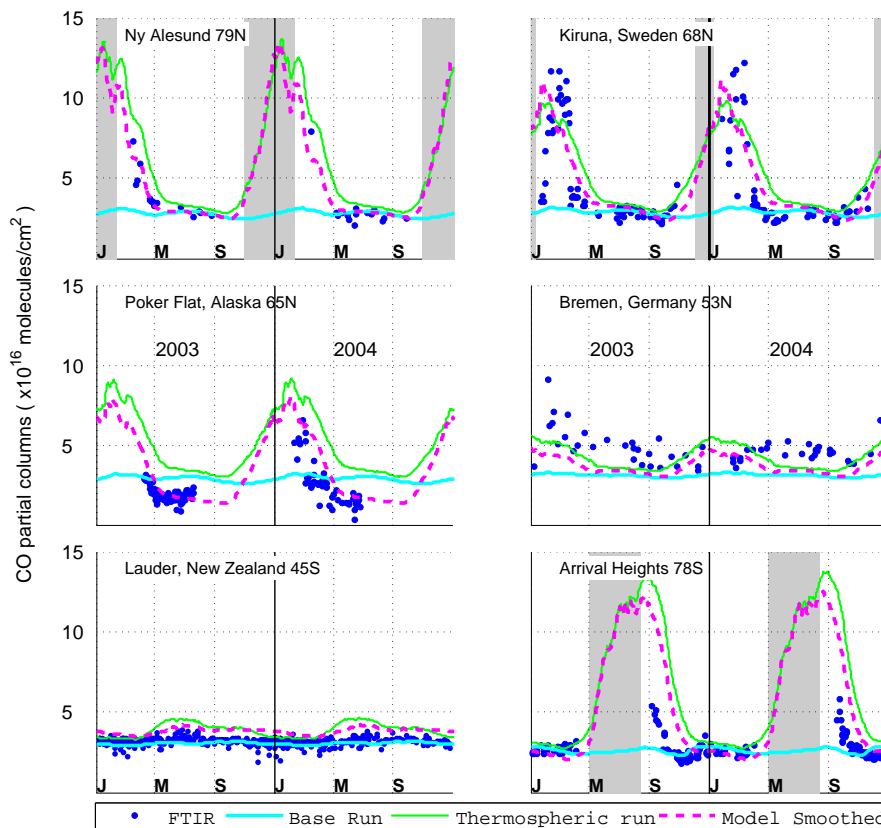 CO partial columns ( x10^16 molecules/cm^2)
Ny Alesund 79N
15
10
5
J M S J M S
Kiruna, Sweden 68N
J M S J M S
Poker Flat, Alaska 65N
15
10
5
2003 2004
Bremen, Germany 53N
2003 2004
Lauder, New Zealand 45S
15
10
5
J M S J M S
Arrival Heights 78S
J M S J M S
FTIR Base Run Thermospheric run Model Smoothed